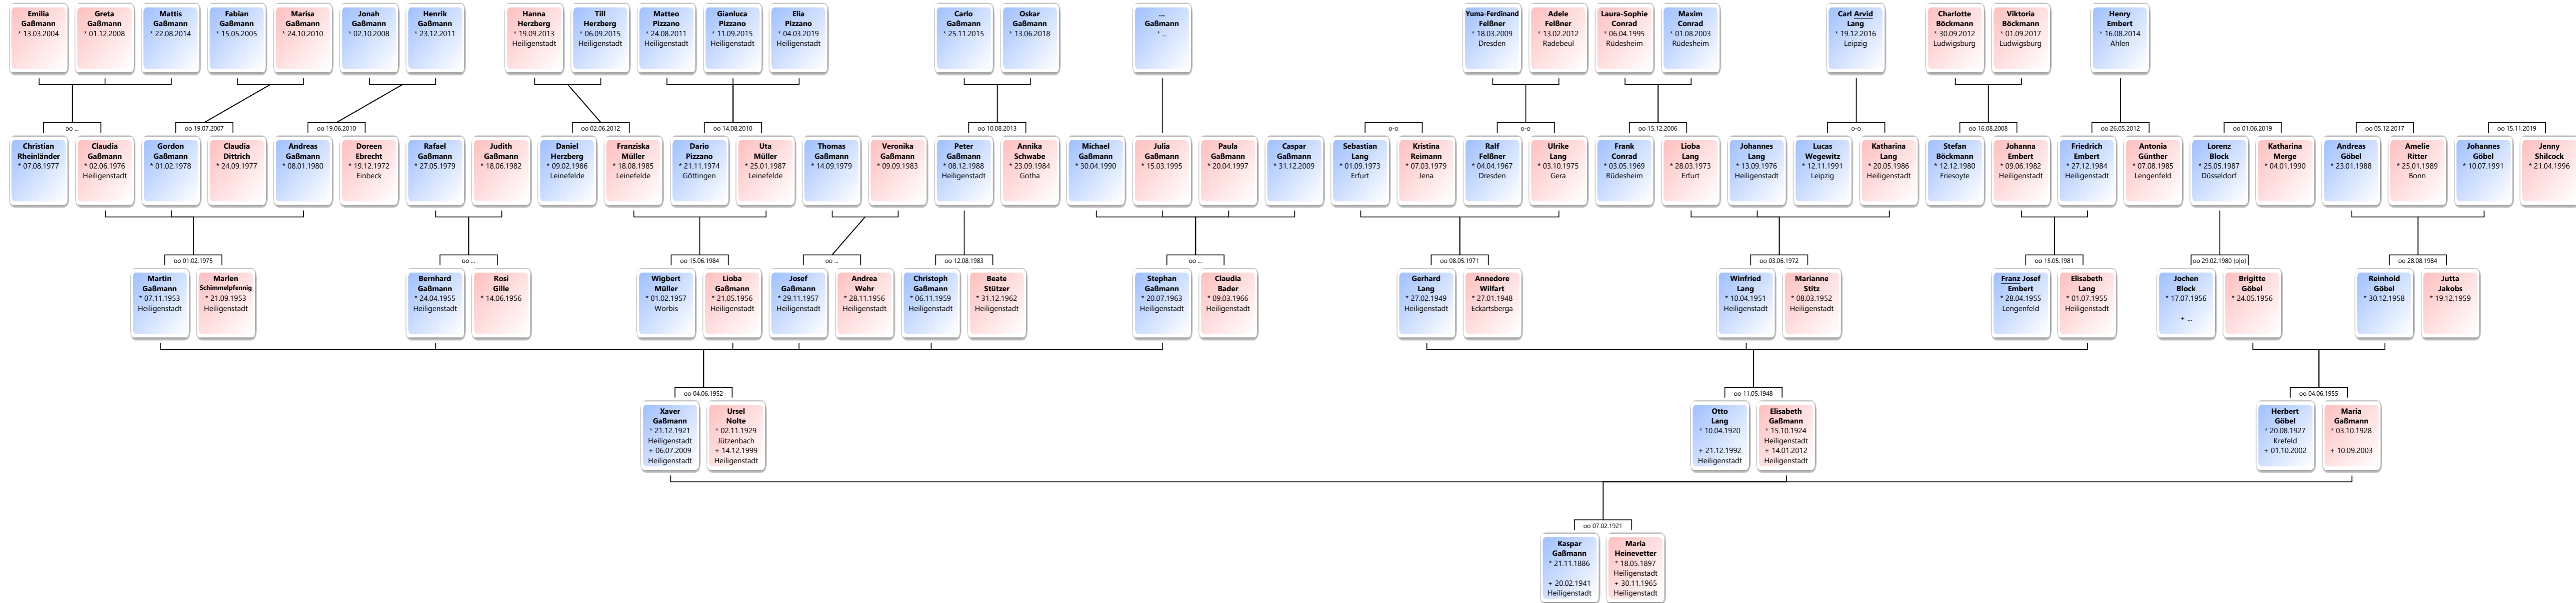 Emilia
Gaßmann
* 13.03.2004
Greta
Gaßmann
* 01.12.2008
Mattis
Gaßmann
* 22.08.2014
Fabian
Gaßmann
* 15.05.2005
Marisa
Gaßmann
* 24.10.2010
Jonah
Gaßmann
* 02.10.2008
Henrik
Gaßmann
* 23.12.2011
Hanna
Herzberg
* 19.09.2013
Heiligenstadt
Till
Herzberg
* 06.09.2015
Heiligenstadt
Matteo
Pizzano
* 24.08.2011
Heiligenstadt
Gianluca
Pizzano
* 11.09.2015
Heiligenstadt
Elia
Pizzano
* 04.03.2019
Heiligenstadt
Carlo
Gaßmann
* 25.11.2015
Oskar
Gaßmann
* 13.06.2018
...
Gaßmann
* ...
Yuma-Ferdinand
Felßner
* 18.03.2009
Dresden
Adele
Felßner
* 13.02.2012
Radebeul
Laura-Sophie
Conrad
* 06.04.1995
Rüdesheim
Maxim
Conrad
* 01.08.2003
Rüdesheim
Carl Arvid
Lang
* 19.12.2016
Leipzig
Charlotte
Böckmann
* 30.09.2012
Ludwigsburg
Viktoria
Böckmann
* 01.09.2017
Ludwigsburg
Henry
Embert
* 16.08.2014
Ahlen
oo ...
oo 19.07.2007
oo 19.06.2010
oo 02.06.2012
oo 14.08.2010
oo 10.08.2013
o-o
o-o
oo 15.12.2006
o-o
oo 16.08.2008
oo 26.05.2012
oo 01.06.2019
oo 05.12.2017
oo 15.11.2019
Christian
Rheinländer
* 07.08.1977
Claudia
Gaßmann
* 02.06.1976
Heiligenstadt
Gordon
Gaßmann
* 01.02.1978
Claudia
Dittrich
* 24.09.1977
Andreas
Gaßmann
* 08.01.1980
Doreen
Ebrecht
* 19.12.1972
Einbeck
Rafael
Gaßmann
* 27.05.1979
Judith
Gaßmann
* 18.06.1982
Daniel
Herzberg
* 09.02.1986
Leinefelde
Franziska
Müller
* 18.08.1985
Leinefelde
Dario
Pizzano
* 21.11.1974
Göttingen
Uta
Müller
* 25.01.1987
Leinefelde
Thomas
Gaßmann
* 14.09.1979
Veronika
Gaßmann
* 09.09.1983
Peter
Gaßmann
* 08.12.1988
Heiligenstadt
Annika
Schwabe
* 23.09.1984
Gotha
Michael
Gaßmann
* 30.04.1990
Julia
Gaßmann
* 15.03.1995
Paula
Gaßmann
* 20.04.1997
Caspar
Gaßmann
* 31.12.2009
Sebastian
Lang
* 01.09.1973
Erfurt
Kristina
Reimann
* 07.03.1979
Jena
Ralf
Felßner
* 04.04.1967
Dresden
Ulrike
Lang
* 03.10.1975
Gera
Frank
Conrad
* 03.05.1969
Rüdesheim
Lioba
Lang
* 28.03.1973
Erfurt
Johannes
Lang
* 13.09.1976
Heiligenstadt
Lucas
Wegewitz
* 12.11.1991
Leipzig
Katharina
Lang
* 20.05.1986
Heiligenstadt
Stefan
Böckmann
* 12.12.1980
Friesoyte
Johanna
Embert
* 09.06.1982
Heiligenstadt
Friedrich
Embert
* 27.12.1984
Heiligenstadt
Antonia
Günther
* 07.08.1985
Lengenfeld
Lorenz
Block
* 25.05.1987
Düsseldorf
Katharina
Merge
* 04.01.1990
Andreas
Göbel
* 23.01.1988
Amelie
Ritter
* 25.01.1989
Bonn
Johannes
Göbel
* 10.07.1991
Jenny
Shilcock
* 21.04.1996
oo 01.02.1975
oo ...
oo 15.06.1984
oo ...
oo 12.08.1983
oo ...
oo 08.05.1971
oo 03.06.1972
oo 15.05.1981
oo 29.02.1980 (o|o)
oo 28.08.1984
Martin
Gaßmann
* 07.11.1953
Heiligenstadt
Marlen
Schimmelpfennig
* 21.09.1953
Heiligenstadt
Bernhard
Gaßmann
* 24.04.1955
Heiligenstadt
Rosi
Gille
* 14.06.1956
Wigbert
Müller
* 01.02.1957
Worbis
Lioba
Gaßmann
* 21.05.1956
Heiligenstadt
Josef
Gaßmann
* 29.11.1957
Heiligenstadt
Andrea
Wehr
* 28.11.1956
Heiligenstadt
Christoph
Gaßmann
* 06.11.1959
Heiligenstadt
Beate
Stützer
* 31.12.1962
Heiligenstadt
Stephan
Gaßmann
* 20.07.1963
Heiligenstadt
Claudia
Bader
* 09.03.1966
Heiligenstadt
Gerhard
Lang
* 27.02.1949
Heiligenstadt
Annedore
Wilfart
* 27.01.1948
Eckartsberga
Winfried
Lang
* 10.04.1951
Heiligenstadt
Marianne
Stitz
* 08.03.1952
Heiligenstadt
Franz Josef
Embert
* 28.04.1955
Lengenfeld
Elisabeth
Lang
* 01.07.1955
Heiligenstadt
Jochen
Block
* 17.07.1956
+ ...
Brigitte
Göbel
* 24.05.1956
Reinhold
Göbel
* 30.12.1958
Jutta
Jakobs
* 19.12.1959
oo 04.06.1952
oo 11.05.1948
oo 04.06.1955
Xaver
Gaßmann
* 21.12.1921
Heiligenstadt
+ 06.07.2009
Heiligenstadt
Ursel
Nolte
* 02.11.1929
Jützenbach
+ 14.12.1999
Heiligenstadt
Otto
Lang
* 10.04.1920
+ 21.12.1992
Heiligenstadt
Elisabeth
Gaßmann
* 15.10.1924
Heiligenstadt
+ 14.01.2012
Heiligenstadt
Herbert
Göbel
* 20.08.1927
Krefeld
+ 01.10.2002
Maria
Gaßmann
* 03.10.1928
+ 10.09.2003
oo 07.02.1921
Kaspar
Gaßmann
* 21.11.1886
+ 20.02.1941
Heiligenstadt
Maria
Heinevetter
* 18.05.1897
Heiligenstadt
+ 30.11.1965
Heiligenstadt